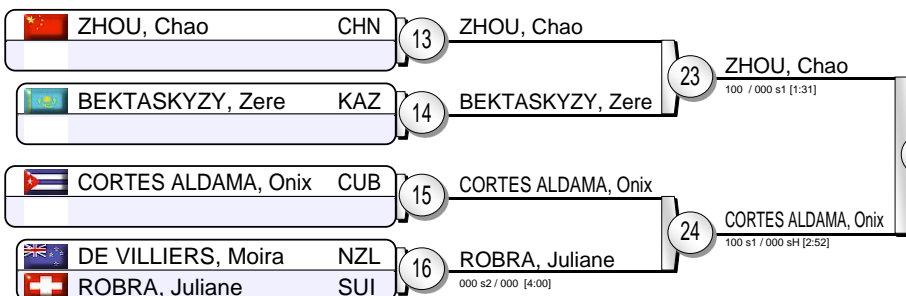 ZHOU, Chao CHN
13
ZHOU, Chao
23
ZHOU, Chao
100 / 000 s1 [1:31]
BEKTASKYZY, Zere KAZ
14
BEKTASKYZY, Zere
CORTES ALDAMA, Onix CUB
15
CORTES ALDAMA, Onix
24
CORTES ALDAMA, Onix
100 s1 / 000 sH [2:52]
DE VILLIERS, Moira NZL
16
ROBRA, Juliane
000 s2 / 000 [4:00]
ROBRA, Juliane SUI